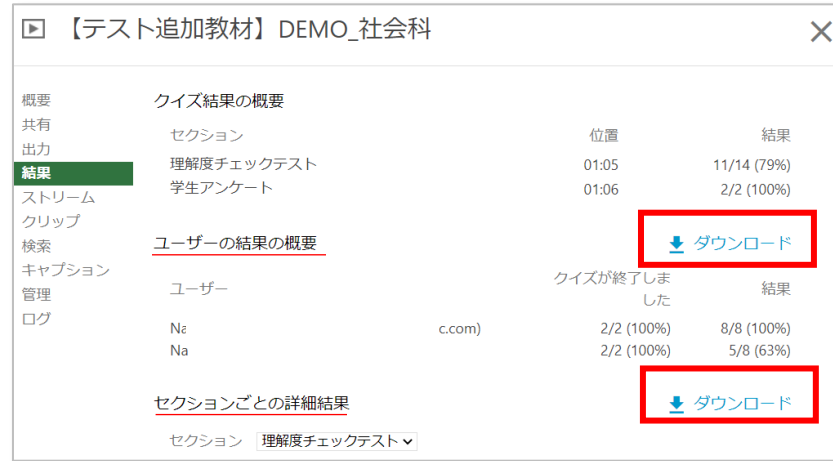 【テスト追加教材】DEMO_社会科
概要
共有
出力
結果
ストリーム
クリップ
検索
キャプション
管理
ログ
クイズ結果の概要
セクション 位置 結果
理解度チェックテスト 01:05 11/14 (79%)
学生アンケート 01:06 2/2 (100%)
ユーザーの結果の概要 ダウンロード
ユーザー クイズが終了しま
した 結果
Na c.com) 2/2 (100%) 8/8 (100%)
Na 2/2 (100%) 5/8 (63%)
セクションごとの詳細結果 ダウンロード
セクション 理解度チェックテスト